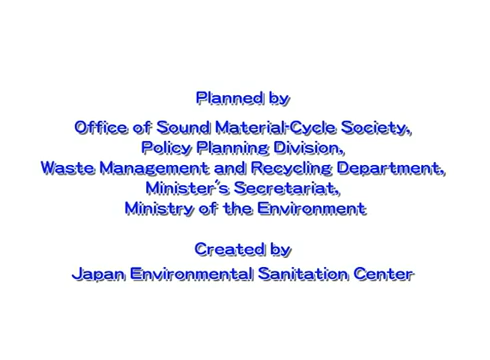 Planned by
Office of Sound Material-Cycle Society,
Policy Planning Division,
Waste Management and Recycling Department,
Minister's Secretariat,
Ministry of the Environment
Created by
Japan Environmental Sanitation Center